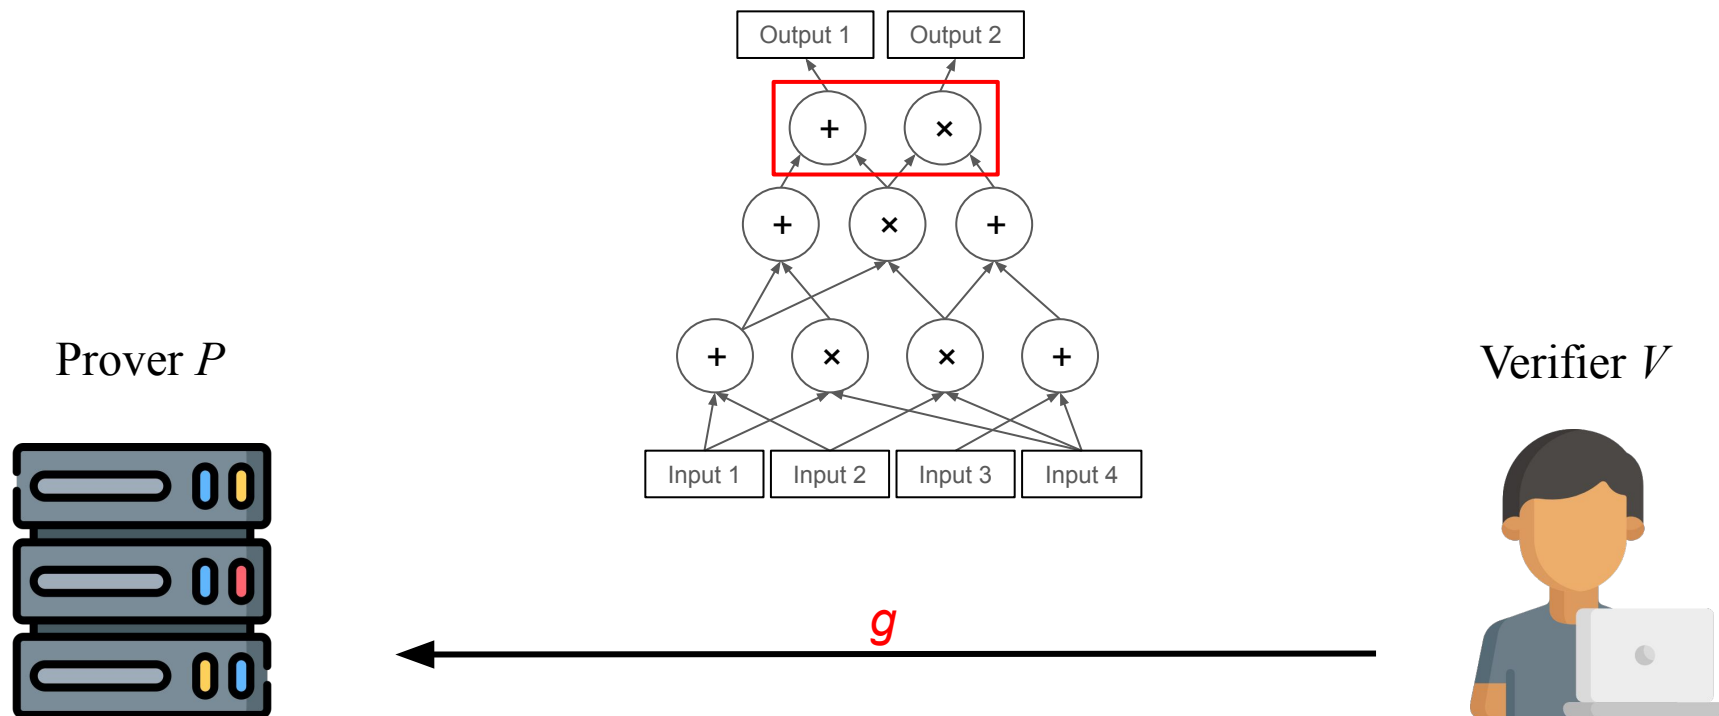 Output 1 Output 2
+ ×
+ × +
+ × × +
Prover P
Verifier V
Input 1 Input 2 Input 3 Input 4
g